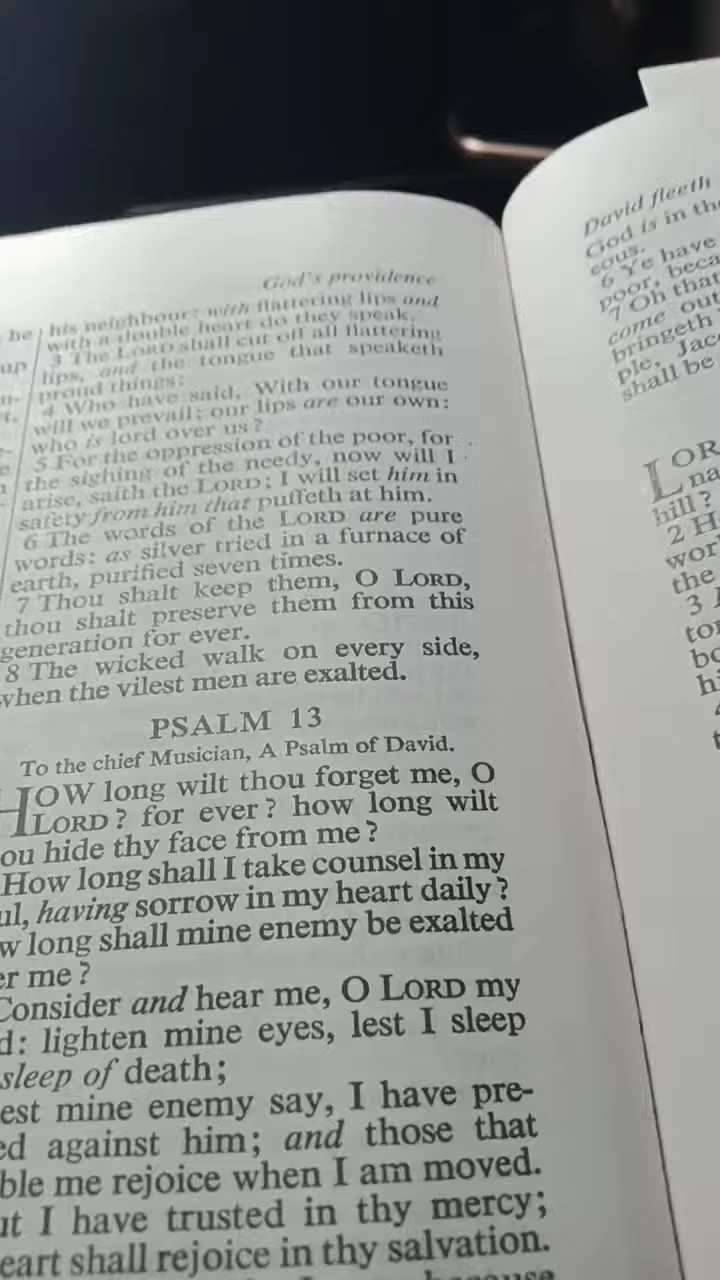 God's providence
he
up
n-
his neighbour: with flattering lips and
with a double heart do they speak.
3 The LORD shall cut off all flattering
lips, and the tongue that speaketh
proud things:
4 Who have said, With our tongue
will we prevail; our lips are our own:
who is lord over us?
5 For the oppression of the poor, for
the sighing of the needy, now will I
arise, saith the LORD; I will set him in
safety from him that puffeth at him.
6 The words of the LORD are pure
words: as silver tried in a furnace of
earth, purified seven times.
7 Thou shalt keep them, O LORD,
thou shalt preserve them from this
generation for ever.
8 The wicked walk on every side,
when the vilest men are exalted.
PSALM 13
To the chief Musician, A Psalm of David.
HOW long wilt thou forget me, O
LORD? for ever? how long wilt
ou hide thy face from me?
How long shall I take counsel in my
ul, having sorrow in my heart daily?
w long shall mine enemy be exalted
er me?
Consider and hear me, O LORD my
d: lighten mine eyes, lest I sleep
sleep of death;
est mine enemy say, I have pre-
ed against him; and those that
ble me rejoice when I am moved.
ut I have trusted in thy mercy;
eart shall rejoice in thy salvation.
because
David fleeth
God is in th
eous.
6 Ye have
poor, beca
7 Oh that
come out
bringeth
ple, Jac
shall be
LOR
na
hill?
2 H
wor
the
3
tor
bo
hi